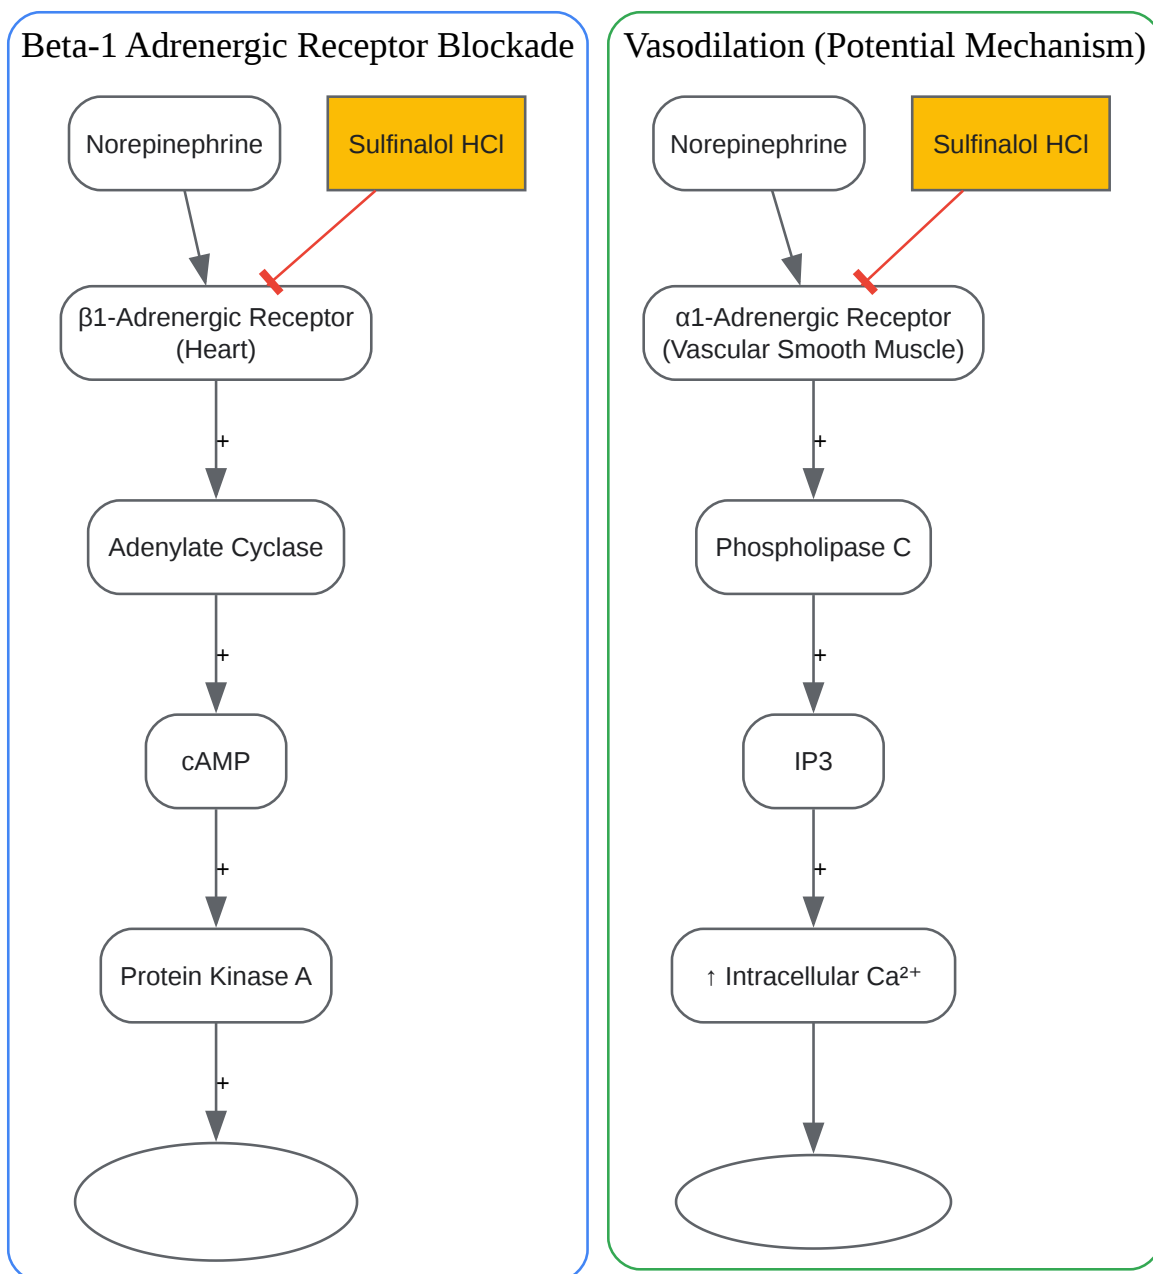 Beta-1 Adrenergic Receptor Blockade
Norepinephrine
Sulfinalol HCl
β1-Adrenergic Receptor
(Heart)
+
Adenylate Cyclase
+
cAMP
+
Protein Kinase A
+
Vasodilation (Potential Mechanism)
Norepinephrine
Sulfinalol HCl
α1-Adrenergic Receptor
(Vascular Smooth Muscle)
+
Phospholipase C
+
IP3
+
↑ Intracellular Ca²⁺